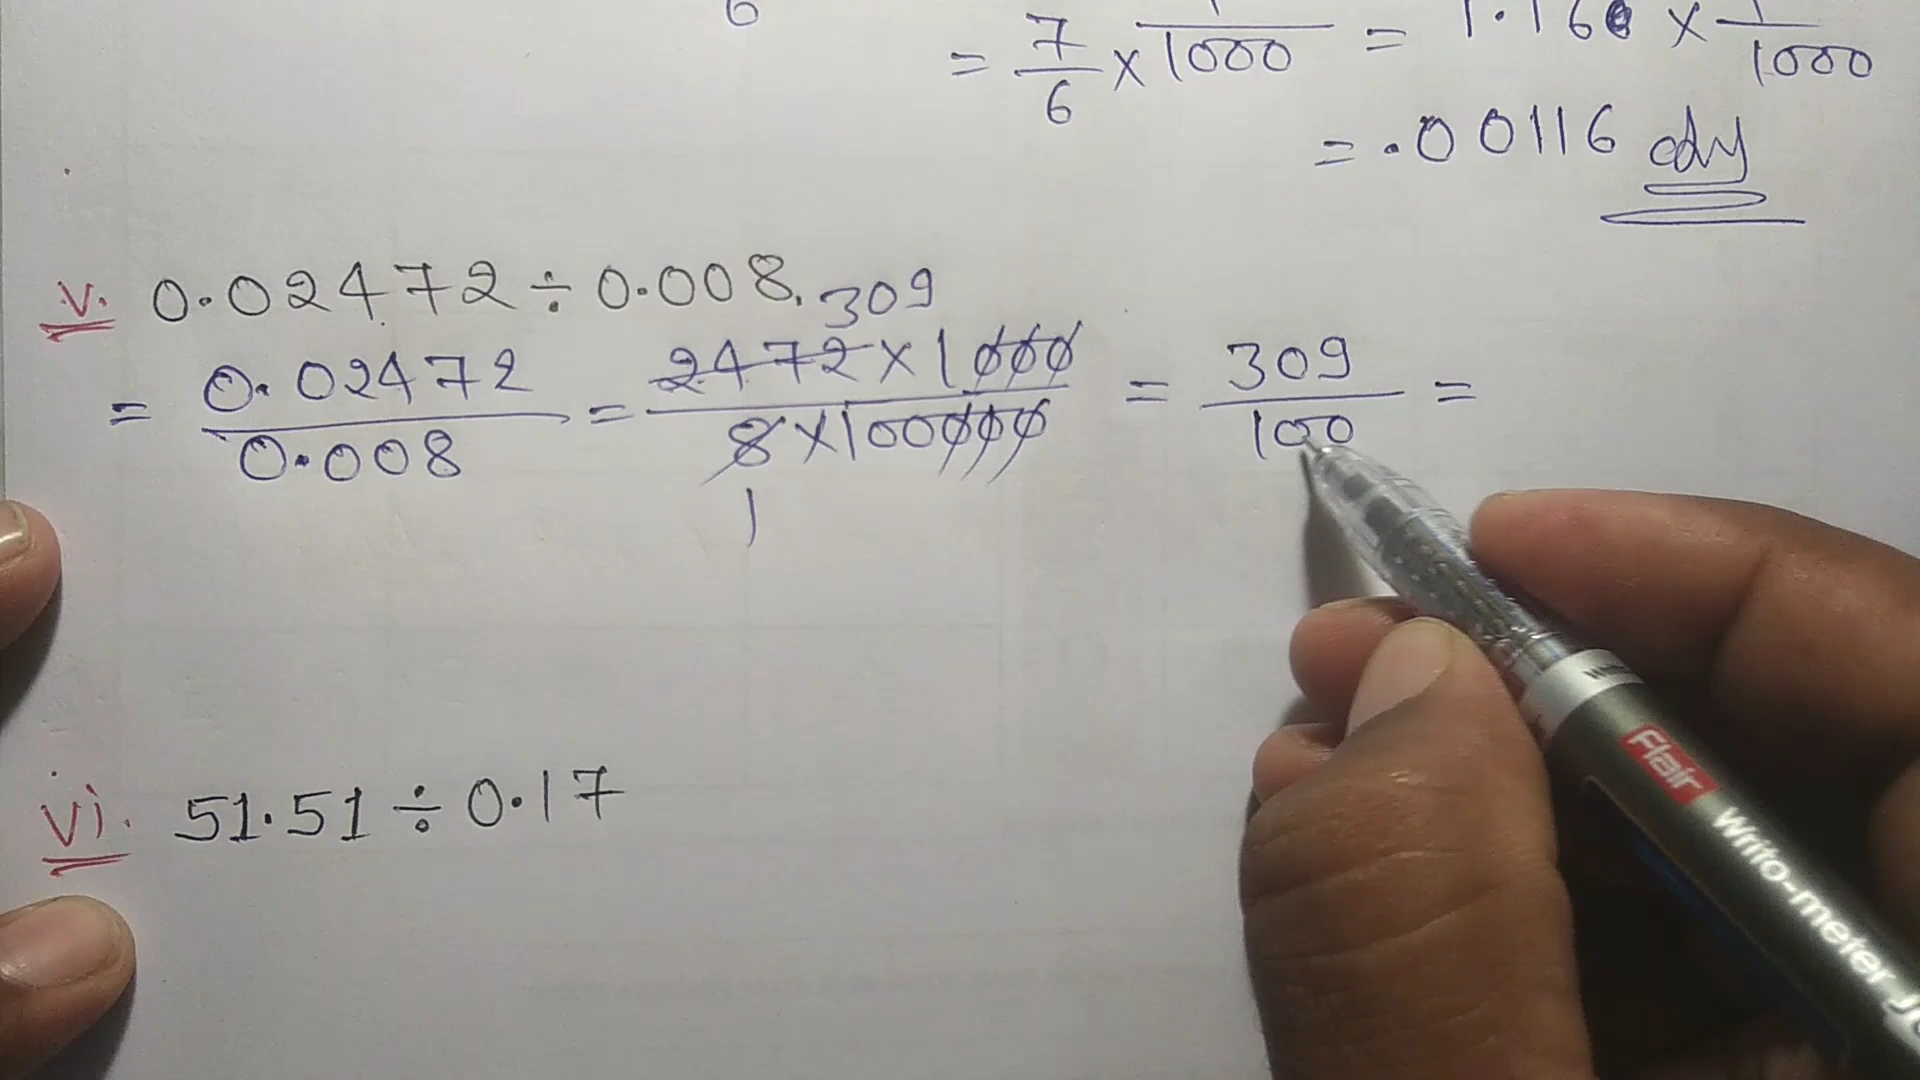 6
= 7/6 × 1/1000 = 1.16 × 1/1000
= .00116
v. 0.02472 ÷ 0.008.
= 0.02472/0.008 = 2472×1000/8×100000 = 309/100 =
309
1
vi. 51.51 ÷ 0.17
Flair Writo-meter